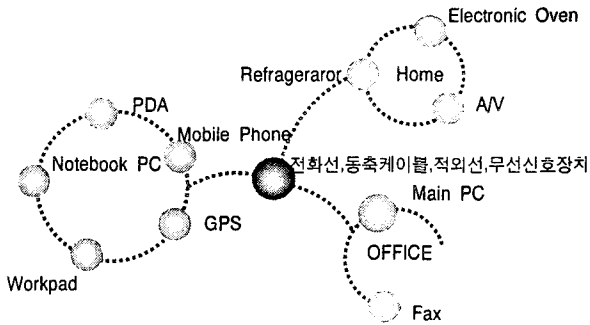 Electronic Oven
Refrageraror
Home
A/V
PDA
Mobile Phone
Notebook PC
전화선,동축케이블,적외선,무선신호장치
Main PC
GPS
OFFICE
Workpad
Fax